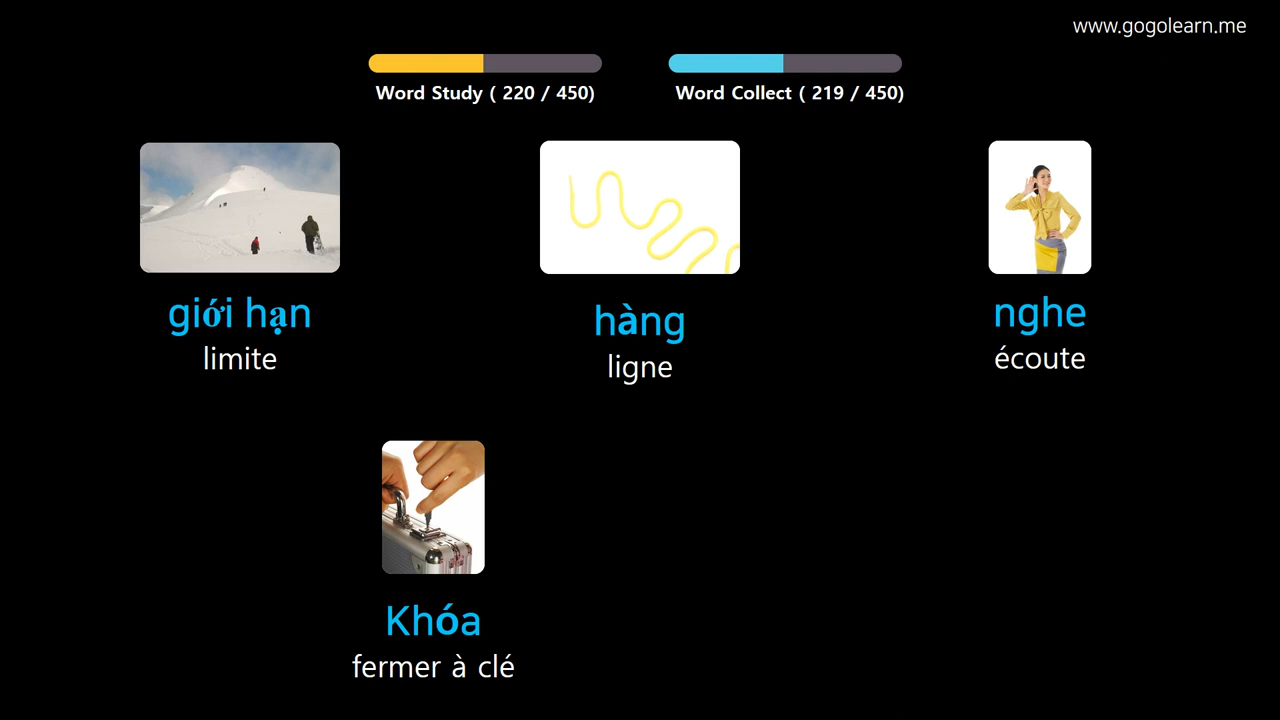 www.gogolearn.me
Word Study ( 220 / 450)
Word Collect ( 219 / 450)
giới hạn
limite
hàng
ligne
nghe
écoute
Khóa
fermer à clé